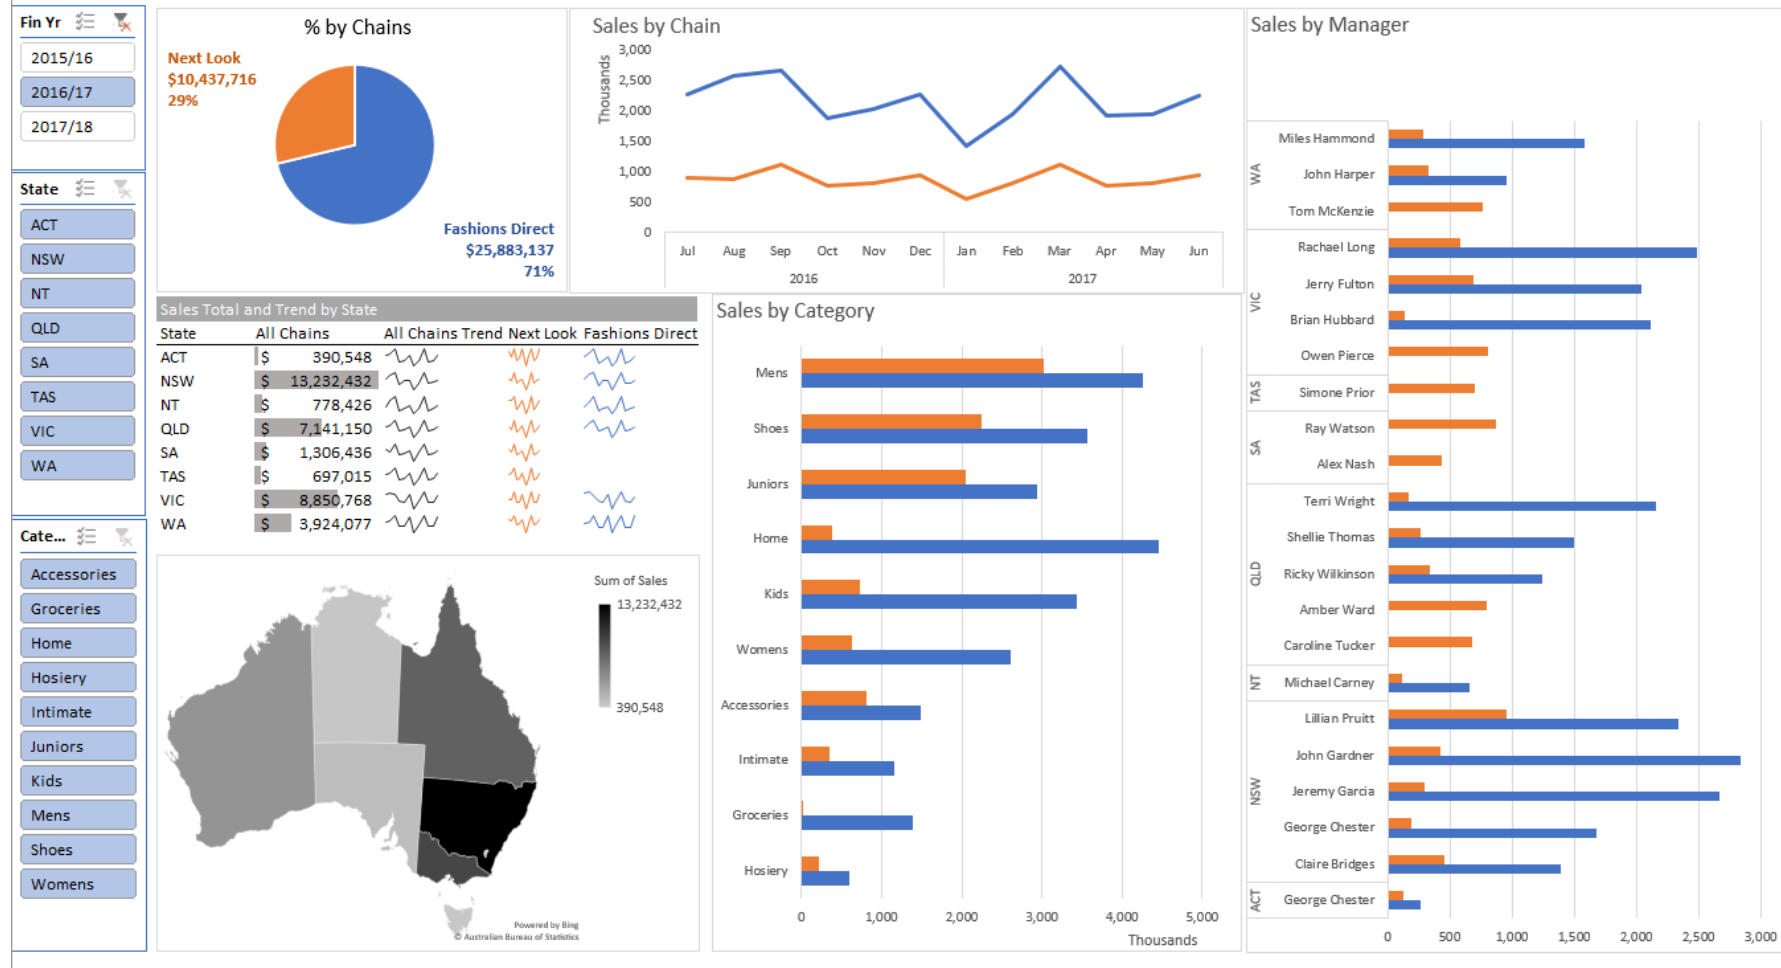 Fin Yr
2015/16
2016/17
2017/18
State
ACT
NSW
NT
QLD
SA
TAS
VIC
WA
Cate...
Accessories
Groceries
Home
Hosiery
Intimate
Juniors
Kids
Mens
Shoes
Womens
% by Chains
Next Look
$10,437,716
29%
Fashions Direct
$25,883,137
71%
Sales by Chain
Thousands
3,000
2,500
2,000
1,500
1,000
500
0
Jul Aug Sep Oct Nov Dec Jan Feb Mar Apr May Jun
2016 2017
Sales Total and Trend by State
State All Chains All Chains Trend Next Look Fashions Direct
ACT $ 390,548
NSW $ 13,232,432
NT $ 778,426
QLD $ 7,141,150
SA $ 1,306,436
TAS $ 697,015
VIC $ 8,850,768
WA $ 3,924,077
Sum of Sales
13,232,432
390,548
Powered by Bing
© Australian Bureau of Statistics
Sales by Category
Mens
Shoes
Juniors
Home
Kids
Womens
Accessories
Intimate
Groceries
Hosiery
0 1,000 2,000 3,000 4,000 5,000
Thousands
Sales by Manager
WA
Miles Hammond
John Harper
Tom McKenzie
VIC
Rachael Long
Jerry Fulton
Brian Hubbard
Owen Pierce
TAS
Simone Prior
SA
Ray Watson
Alex Nash
QLD
Terri Wright
Shellie Thomas
Ricky Wilkinson
Amber Ward
Caroline Tucker
NT
Michael Carney
NSW
Lillian Pruitt
John Gardner
Jeremy Garcia
George Chester
Claire Bridges
ACT
George Chester
0 500 1,000 1,500 2,000 2,500 3,000